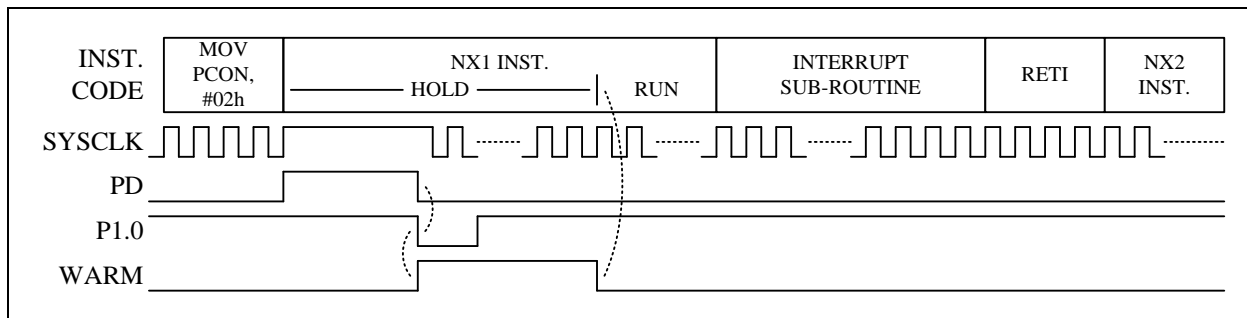 INST.
CODE
MOV
PCON,
#02h
NX1 INST.
HOLD
RUN
INTERRUPT
SUB-ROUTINE
RETI
NX2
INST.
SYSCLK
PD
P1.0
WARM